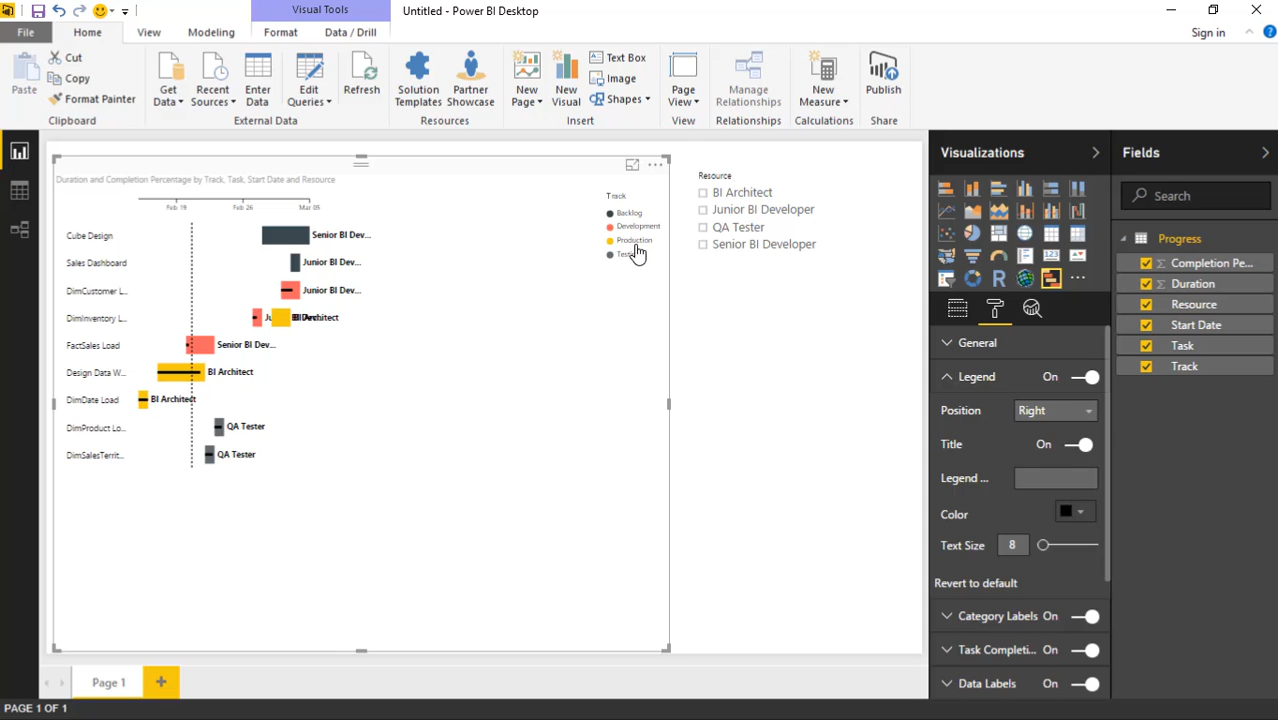 Visual Tools
Untitled - Power BI Desktop
File
Home
View
Modeling
Format
Data / Drill
Sign in
Paste
Cut
Copy
Format Painter
Clipboard
Get Data
Recent Sources
Enter Data
Edit Queries
Refresh
External Data
Solution Templates
Partner Showcase
Resources
New Page
New Visual
Text Box
Image
Shapes
Insert
Page View
View
Manage Relationships
Relationships
New Measure
Calculations
Publish
Share
Duration and Completion Percentage by Track, Task, Start Date and Resource
Feb 19
Feb 26
Mar 05
Track
Backlog
Development
Production
Cube Design
Senior BI Dev...
Sales Dashboard
Junior BI Dev...
DimCustomer L...
Junior BI Dev...
DimInventory L...
Architect
FactSales Load
Senior BI Dev...
Design Data W...
BI Architect
DimDate Load
BI Architect
DimProduct Lo...
QA Tester
DimSalesTerrit...
QA Tester
Resource
BI Architect
Junior BI Developer
QA Tester
Senior BI Developer
Visualizations
R
General
Legend On
Position Right
Title On
Legend ...
Color
Text Size 8
Revert to default
Category Labels On
Task Completi... On
Data Labels On
Fields
Search
Progress
Completion Pe...
Duration
Resource
Start Date
Task
Track
Page 1
PAGE 1 OF 1